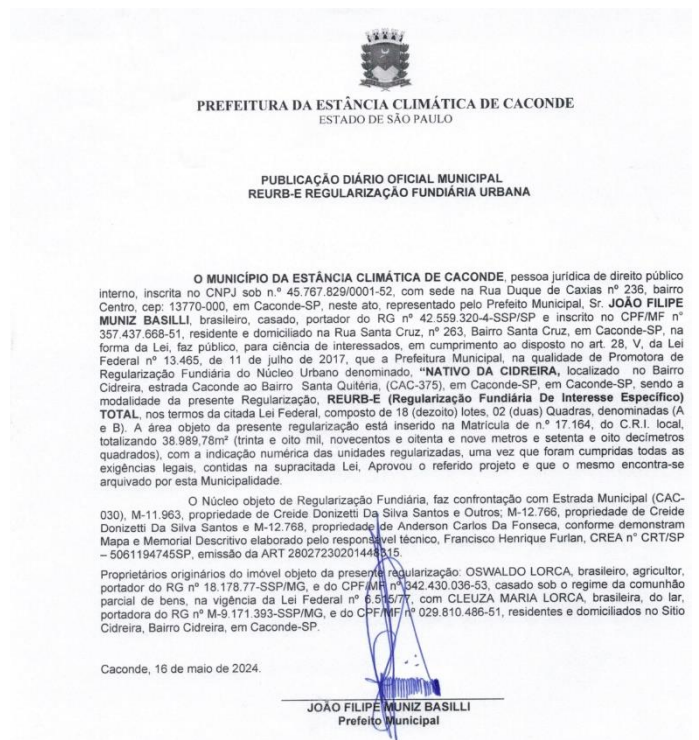 PREFEITURA DA ESTÂNCIA CLIMÁTICA DE CACONDE
ESTADO DE SÃO PAULO
PUBLICAÇÃO DIÁRIO OFICIAL MUNICIPAL
REURB-E REGULARIZAÇÃO FUNDIÁRIA URBANA
O MUNICÍPIO DA ESTÂNCIA CLIMÁTICA DE CACONDE, pessoa jurídica de direito público
interno, inscrita no CNPJ sob n.º 45.767.829/0001-52, com sede na Rua Duque de Caxias nº 236, bairro
Centro, cep: 13770-000, em Caconde-SP, neste ato, representado pelo Prefeito Municipal, Sr. JOÃO FILIPE
MUNIZ BASILLI, brasileiro, casado, portador do RG nº 42.559.320-4-SSP/SP e inscrito no CPF/MF nº
357.437.668-51, residente e domiciliado na Rua Santa Cruz, nº 263, Bairro Santa Cruz, em Caconde-SP, na
forma da Lei, faz público, para ciência de interessados, em cumprimento ao disposto no art. 28, V, da Lei
Federal nº 13.465, de 11 de julho de 2017, que a Prefeitura Municipal, na qualidade de Promotora de
Regularização Fundiária do Núcleo Urbano denominado, “NATIVO DA CIDREIRA, localizado no Bairro
Cidreira, estrada Caconde ao Bairro Santa Quitèria, (CAC-375), em Caconde-SP, em Caconde-SP, sendo a
modalidade da presente Regularização, REURB-E (Regularização Fundiária De Interesse Específico)
TOTAL, nos termos da citada Lei Federal, composto de 18 (dezoito) lotes, 02 (duas) Quadras, denominadas (A
e B). A área objeto da presente regularização está inserido na Matrícula de n.º 17.164, do C.R.I. local,
totalizando 38.989,78m² (trinta e oito mil, novecentos e oitenta e nove metros e setenta e oito decímetros
quadrados), com a indicação numérica das unidades regularizadas, uma vez que foram cumpridas todas as
exigências legais, contidas na supracitada Lei, Aprovou o referido projeto e que o mesmo encontra-se
arquivado por esta Municipalidade.
O Núcleo objeto de Regularização Fundiária, faz confrontação com Estrada Municipal (CAC-
030), M-11.963, propriedade de Creide Donizetti Da Silva Santos e Outros; M-12.766, propriedade de Creide
Donizetti Da Silva Santos e M-12.768, propriedade de Anderson Carlos Da Fonseca, conforme demonstram
Mapa e Memorial Descritivo elaborado pelo responsável técnico, Francisco Henrique Furlan, CREA n° CRT/SP
– 5061194745SP, emissão da ART
Proprietários originários do imóvel objeto da presente regularização: OSWALDO LORCA, brasileiro, agricultor,
portador do RG nº 18.178.77-SSP/MG, e do CPF/MF nº 342.430.036-53, casado sob o regime da comunhão
parcial de bens, na vigência da Lei Federal nº 6.515/77, com CLEUZA MARIA LORCA, brasileira, do lar,
portadora do RG nº M-9.171.393-SSP/MG, e do CPF/MF nº 029.810.486-51, residentes e domiciliados no Sitio
Cidreira, Bairro Cidreira, em Caconde-SP.
Caconde, 16 de maio de 2024.
JOÃO FILIPE MUNIZ BASILLI
Prefeito Municipal